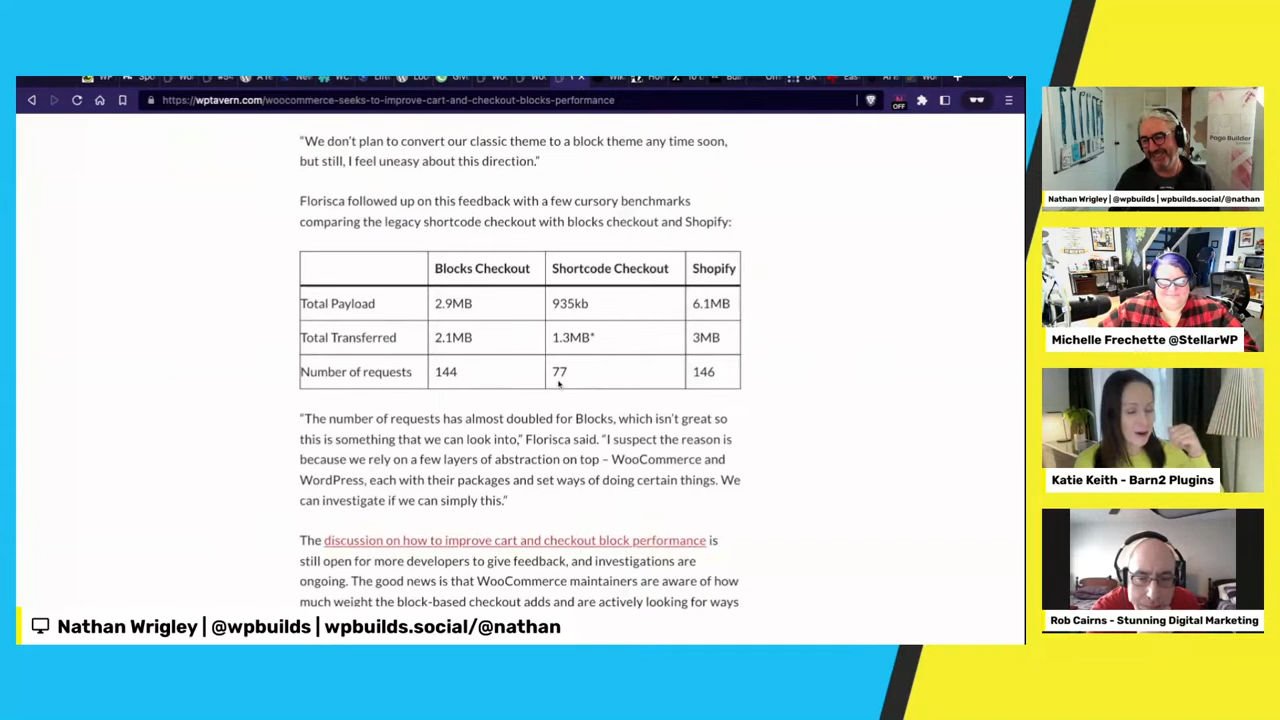 https://wptavern.com/woocommerce-seeks-to-improve-cart-and-checkout-blocks-performance
OFF
“We don’t plan to convert our classic theme to a block theme any time soon,
but still, I feel uneasy about this direction.”
Florisca followed up on this feedback with a few cursory benchmarks
comparing the legacy shortcode checkout with blocks checkout and Shopify:
Blocks Checkout Shortcode Checkout Shopify
Total Payload 2.9MB 935kb 6.1MB
Total Transferred 2.1MB 1.3MB* 3MB
Number of requests 144 77 146
“The number of requests has almost doubled for Blocks, which isn’t great so
this is something that we can look into,” Florisca said. “I suspect the reason is
because we rely on a few layers of abstraction on top – WooCommerce and
WordPress, each with their packages and set ways of doing certain things. We
can investigate if we can simply this.”
The discussion on how to improve cart and checkout block performance is
still open for more developers to give feedback, and investigations are
ongoing. The good news is that WooCommerce maintainers are aware of how
much weight the block-based checkout adds and are actively looking for ways
Nathan Wrigley | @wpbuilds | wpbuilds.social/@nathan
Page Builder
Nathan Wrigley | @wpbuilds | wpbuilds.social/@nathan
Michelle Frechette @StellarWP
Katie Keith - Barn2 Plugins
Rob Cairns - Stunning Digital Marketing